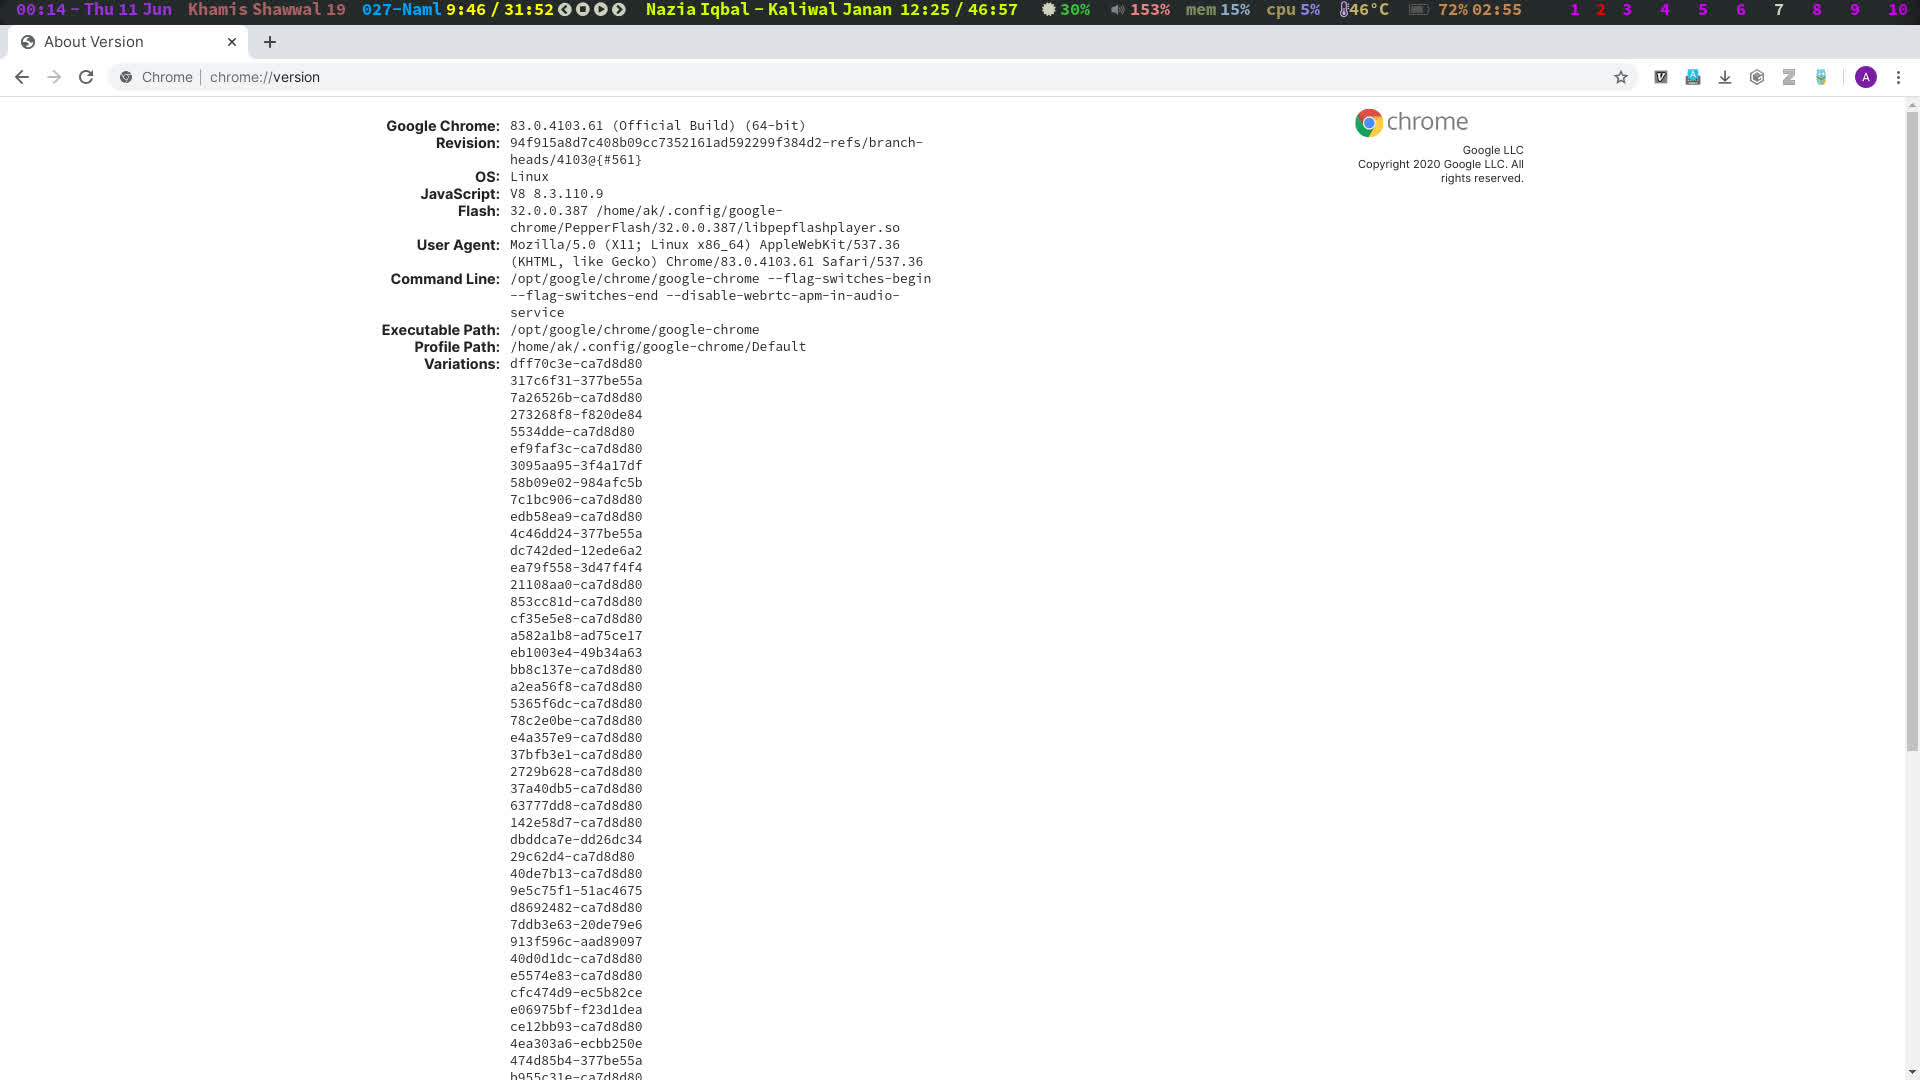 00:14 - Thu 11 Jun Khamis Shawwal 19 027-Naml 9:46 / 31:52 Nazia Iqbal - Kaliwal Janan 12:25 / 46:57 30% 153% mem 15% cpu 5% 46°C 72% 02:55 1 2 3 4 5 6 7 8 9 10
About Version
Chrome | chrome://version
A
chrome
Google LLC
Copyright 2020 Google LLC. All
rights reserved.
Google Chrome: 83.0.4103.61 (Official Build) (64-bit)
Revision: 94f915a8d7c408b09cc7352161ad592299f384d2-refs/branch-
heads/4103@{#561}
OS: Linux
JavaScript: V8 8.3.110.9
Flash: 32.0.0.387 /home/ak/.config/google-
chrome/PepperFlash/32.0.0.387/libpepflashplayer.so
User Agent: Mozilla/5.0 (X11; Linux x86_64) AppleWebKit/537.36
(KHTML, like Gecko) Chrome/83.0.4103.61 Safari/537.36
Command Line: /opt/google/chrome/google-chrome --flag-switches-begin
--flag-switches-end --disable-webrtc-apm-in-audio-
service
Executable Path: /opt/google/chrome/google-chrome
Profile Path: /home/ak/.config/google-chrome/Default
Variations: dff70c3e-ca7d8d80
317c6f31-377be55a
7a26526b-ca7d8d80
273268f8-f820de84
5534dde-ca7d8d80
ef9faf3c-ca7d8d80
3095aa95-3f4a17df
58b09e02-984afc5b
7c1bc906-ca7d8d80
edb58ea9-ca7d8d80
4c46dd24-377be55a
dc742ded-12ede6a2
ea79f558-3d47f4f4
21108aa0-ca7d8d80
853cc81d-ca7d8d80
cf35e5e8-ca7d8d80
a582a1b8-ad75ce17
eb1003e4-49b34a63
bb8c137e-ca7d8d80
a2ea56f8-ca7d8d80
5365f6dc-ca7d8d80
78c2e0be-ca7d8d80
e4a357e9-ca7d8d80
37bfb3e1-ca7d8d80
2729b628-ca7d8d80
37a40db5-ca7d8d80
63777dd8-ca7d8d80
142e58d7-ca7d8d80
dbddca7e-dd26dc34
29c62d4-ca7d8d80
40de7b13-ca7d8d80
9e5c75f1-51ac4675
d8692482-ca7d8d80
7ddb3e63-20de79e6
913f596c-aad89097
40d0d1dc-ca7d8d80
e5574e83-ca7d8d80
cfc474d9-ec5b82ce
e06975bf-f23d1dea
ce12bb93-ca7d8d80
4ea303a6-ecbb250e
474d85b4-377be55a
b955c31e-ca7d8d80